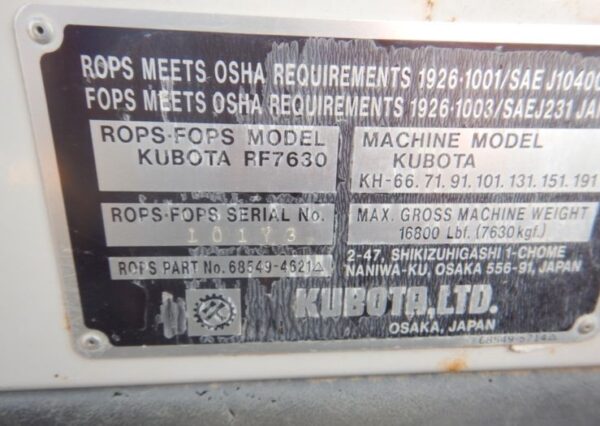 ROPS MEETS OSHA REQUIREMENTS 1926·1001/SAE J1040C
FOPS MEETS OSHA REQUIREMENTS 1926·1003/SAEJ231 JAN
ROPS·FOPS MODEL
KUBOTA RF7630
MACHINE MODEL
KUBOTA
KH-66.71.91.101.131.151.191
ROPS·FOPS SERIAL No.
10173
MAX. GROSS MACHINE WEIGHT
16800 Lbf. (7630kgf.)
ROPS PART No. 68549-4621△
2-47, SHIKIZUHIGASHI 1-CHOME
NANIWA-KU, OSAKA 556-91, JAPAN
KUBOTA, LTD.
OSAKA, JAPAN
68549-5714△